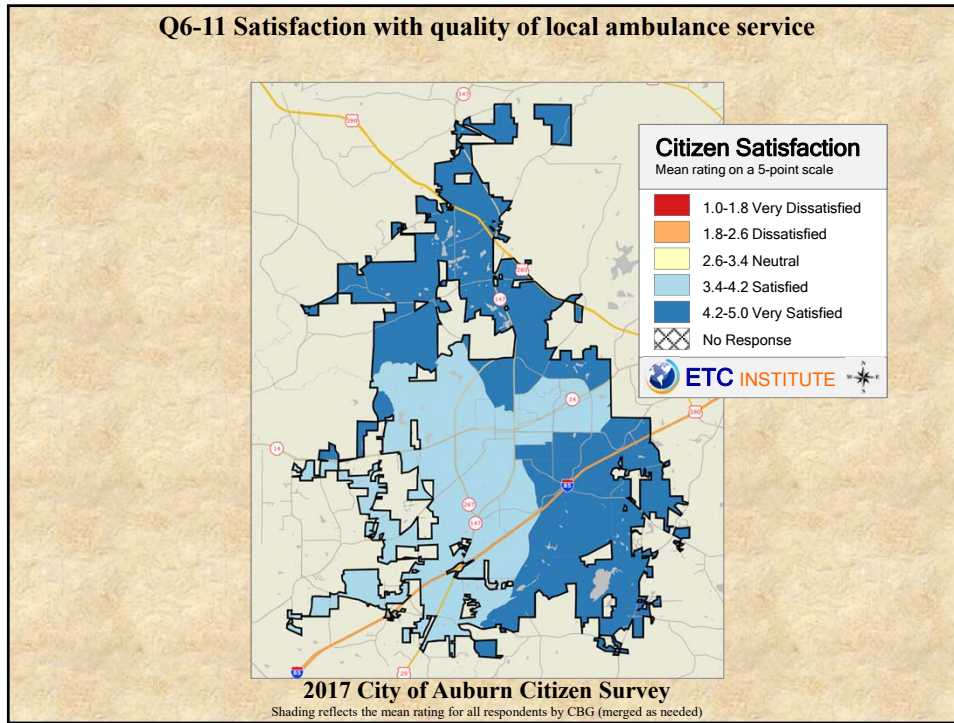 Q6-11 Satisfaction with quality of local ambulance service
147
280
280
147
14
280
14
85
267
147
85
29
Citizen Satisfaction
Mean rating on a 5-point scale
1.0-1.8 Very Dissatisfied
1.8-2.6 Dissatisfied
2.6-3.4 Neutral
3.4-4.2 Satisfied
4.2-5.0 Very Satisfied
No Response
ETC INSTITUTE
N
W E
S
2017 City of Auburn Citizen Survey
Shading reflects the mean rating for all respondents by CBG (merged as needed)